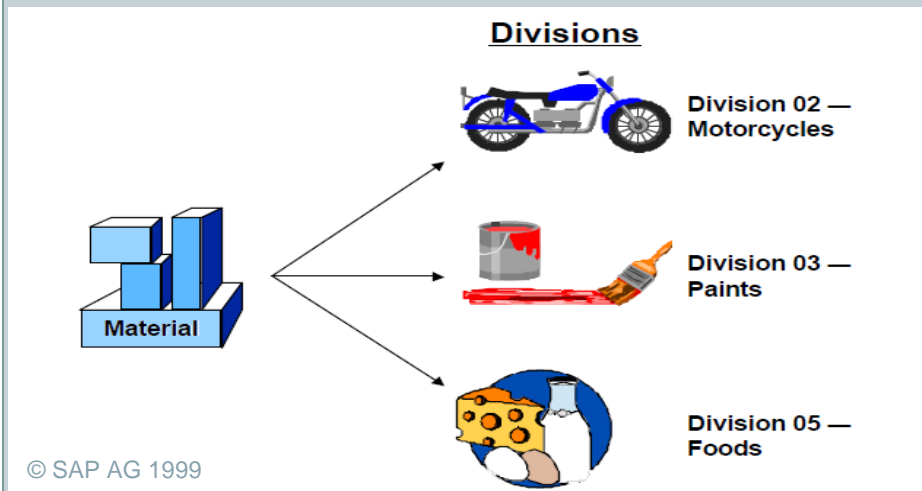 Divisions
Division 02 —
Motorcycles
Material
Division 03 —
Paints
Division 05 —
Foods
© SAP AG 1999